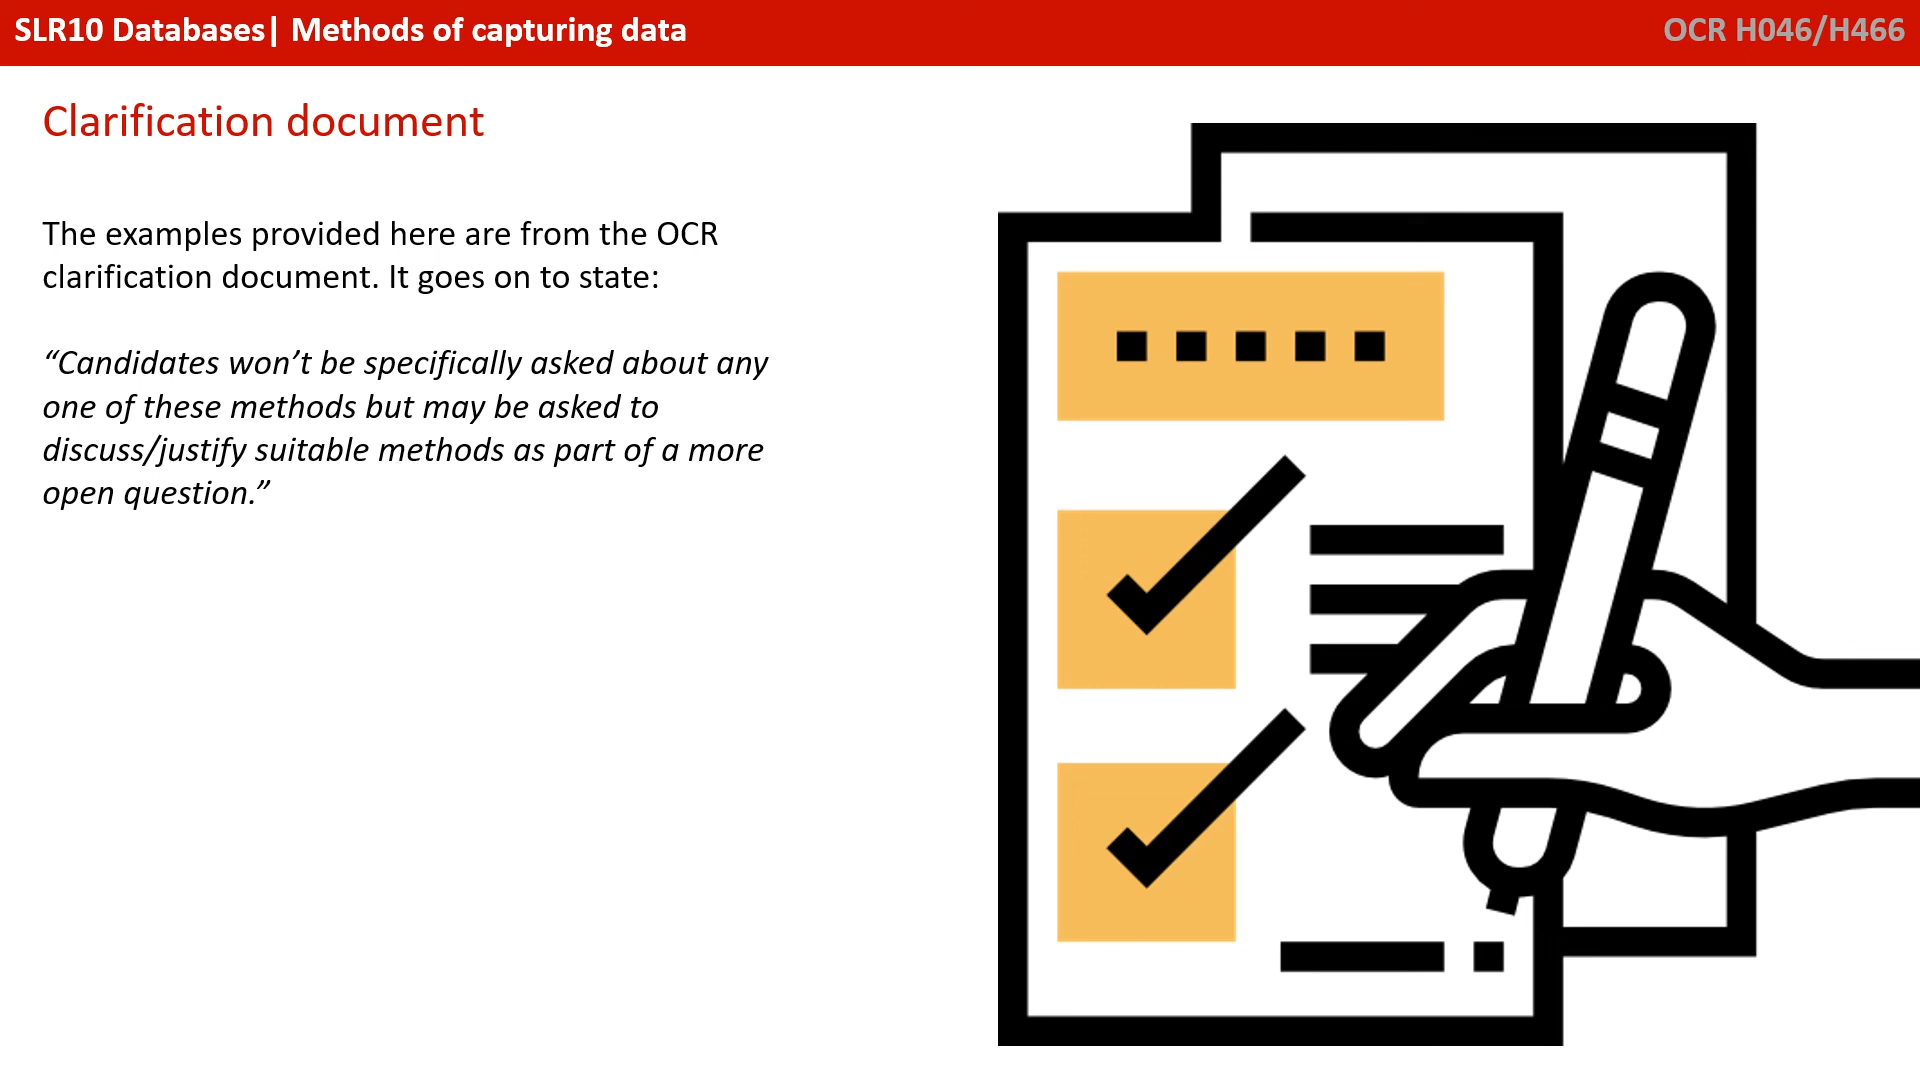 SLR10 Databases| Methods of capturing data
OCR H046/H466
Clarification document
The examples provided here are from the OCR
clarification document. It goes on to state:
“Candidates won’t be specifically asked about any
one of these methods but may be asked to
discuss/justify suitable methods as part of a more
open question.”